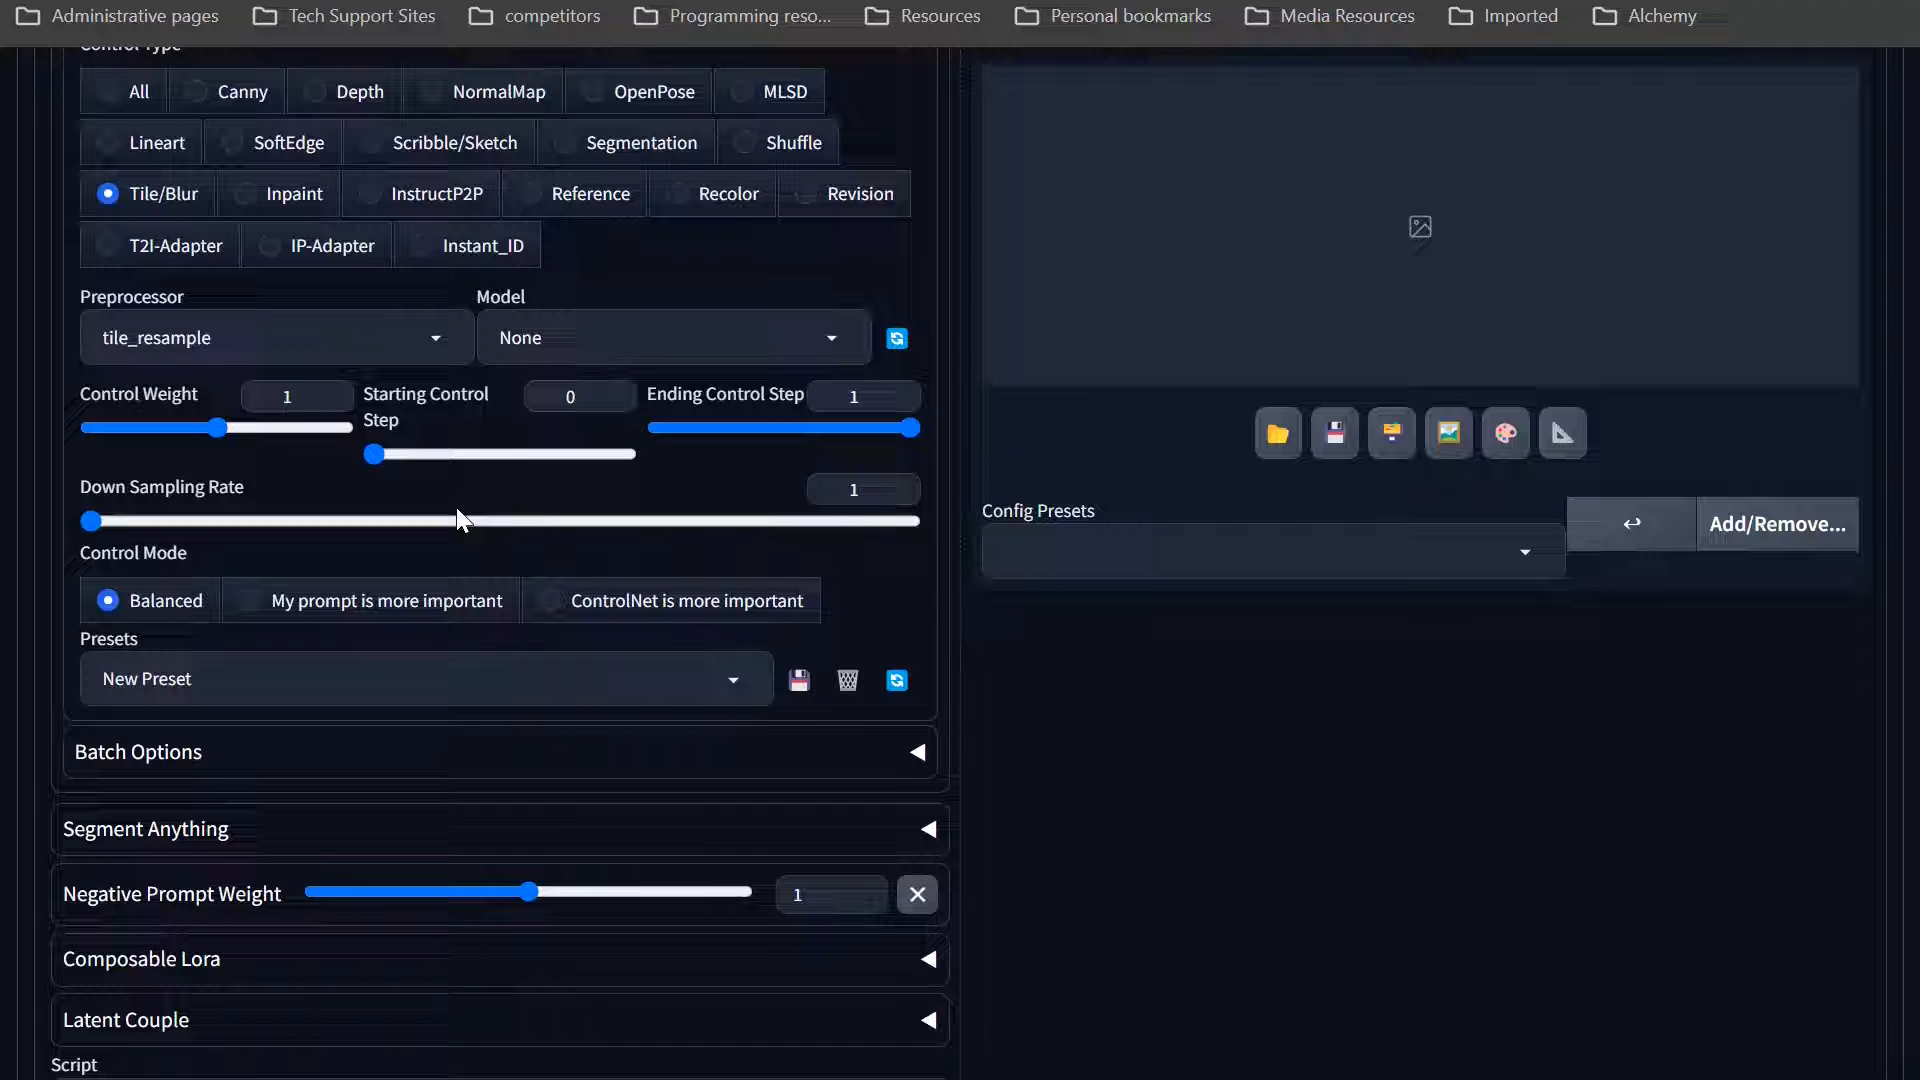 Administrative pages Tech Support Sites competitors Programming reso... Resources Personal bookmarks Media Resources Imported Alchemy
Control Type
All Canny Depth NormalMap OpenPose MLSD
Lineart SoftEdge Scribble/Sketch Segmentation Shuffle
Tile/Blur Inpaint InstructP2P Reference Recolor Revision
T2I-Adapter IP-Adapter Instant_ID
Preprocessor Model
tile_resample None
Control Weight 1 Starting Control Step 0 Ending Control Step 1
Down Sampling Rate 1
Control Mode
Balanced My prompt is more important ControlNet is more important
Presets
New Preset
Batch Options
Segment Anything
Negative Prompt Weight 1
Composable Lora
Latent Couple
Script
Config Presets
Add/Remove...